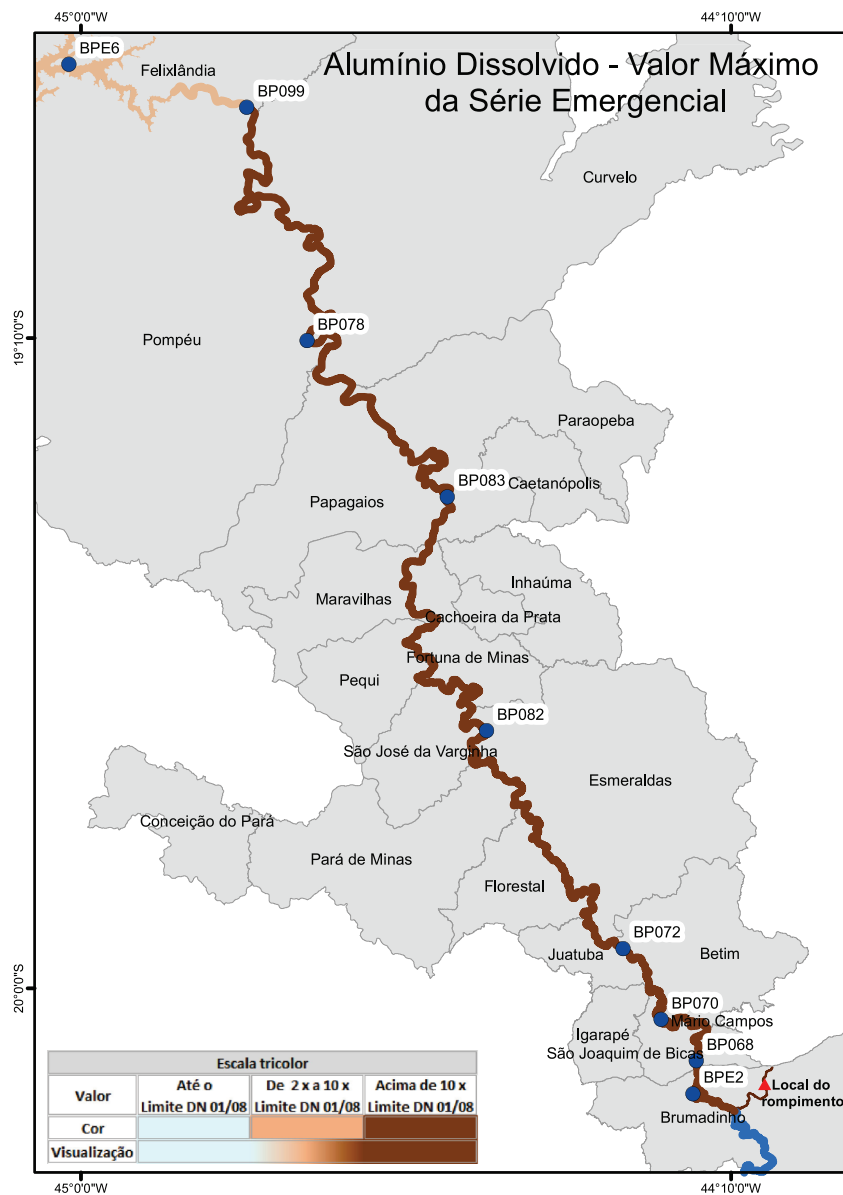 45°0'0"W
44°10'0"W
Alumínio Dissolvido - Valor Máximo
da Série Emergencial
BPE6
Felixlândia
BP099
Curvelo
19°10'0"S
BP078
Pompéu
Paraopeba
BP083
Caetanópolis
Papagaios
Inhaúma
Maravilhas
Cachoeira da Prata
Fortuna de Minas
Pequi
BP082
São José da Varginha
Esmeraldas
Conceição do Pará
Pará de Minas
Florestal
BP072
Juatuba
Betim
20°0'0"S
BP070
Mário Campos
Igarapé
BP068
São Joaquim de Bicas
BPE2
Local do
rompimento
Brumadinho
Escala tricolor
Valor
Até o
Limite DN 01/08
De 2 x a 10 x
Limite DN 01/08
Acima de 10 x
Limite DN 01/08
Cor
Visualização
45°0'0"W
44°10'0"W